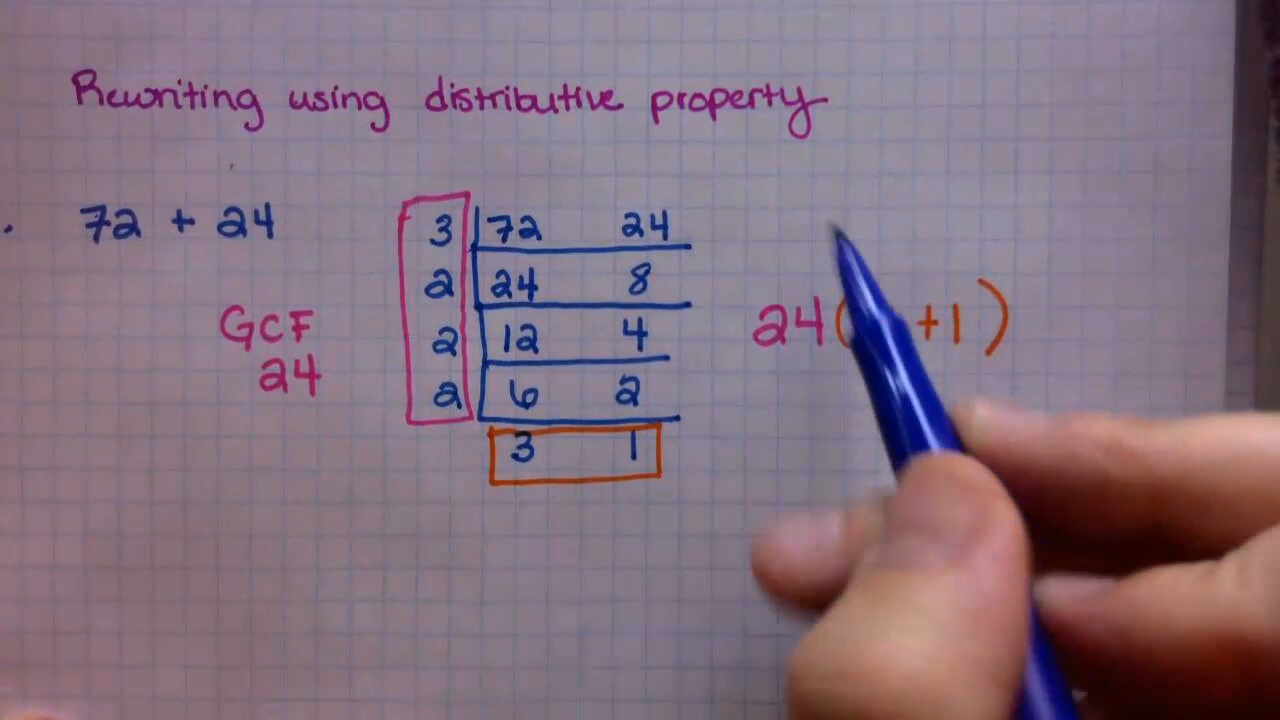 Rewriting using distributive property
72 + 24
3 72 24
2 24 8
2 12 4
2 6 2
3 1
GCF
24
24( +1)